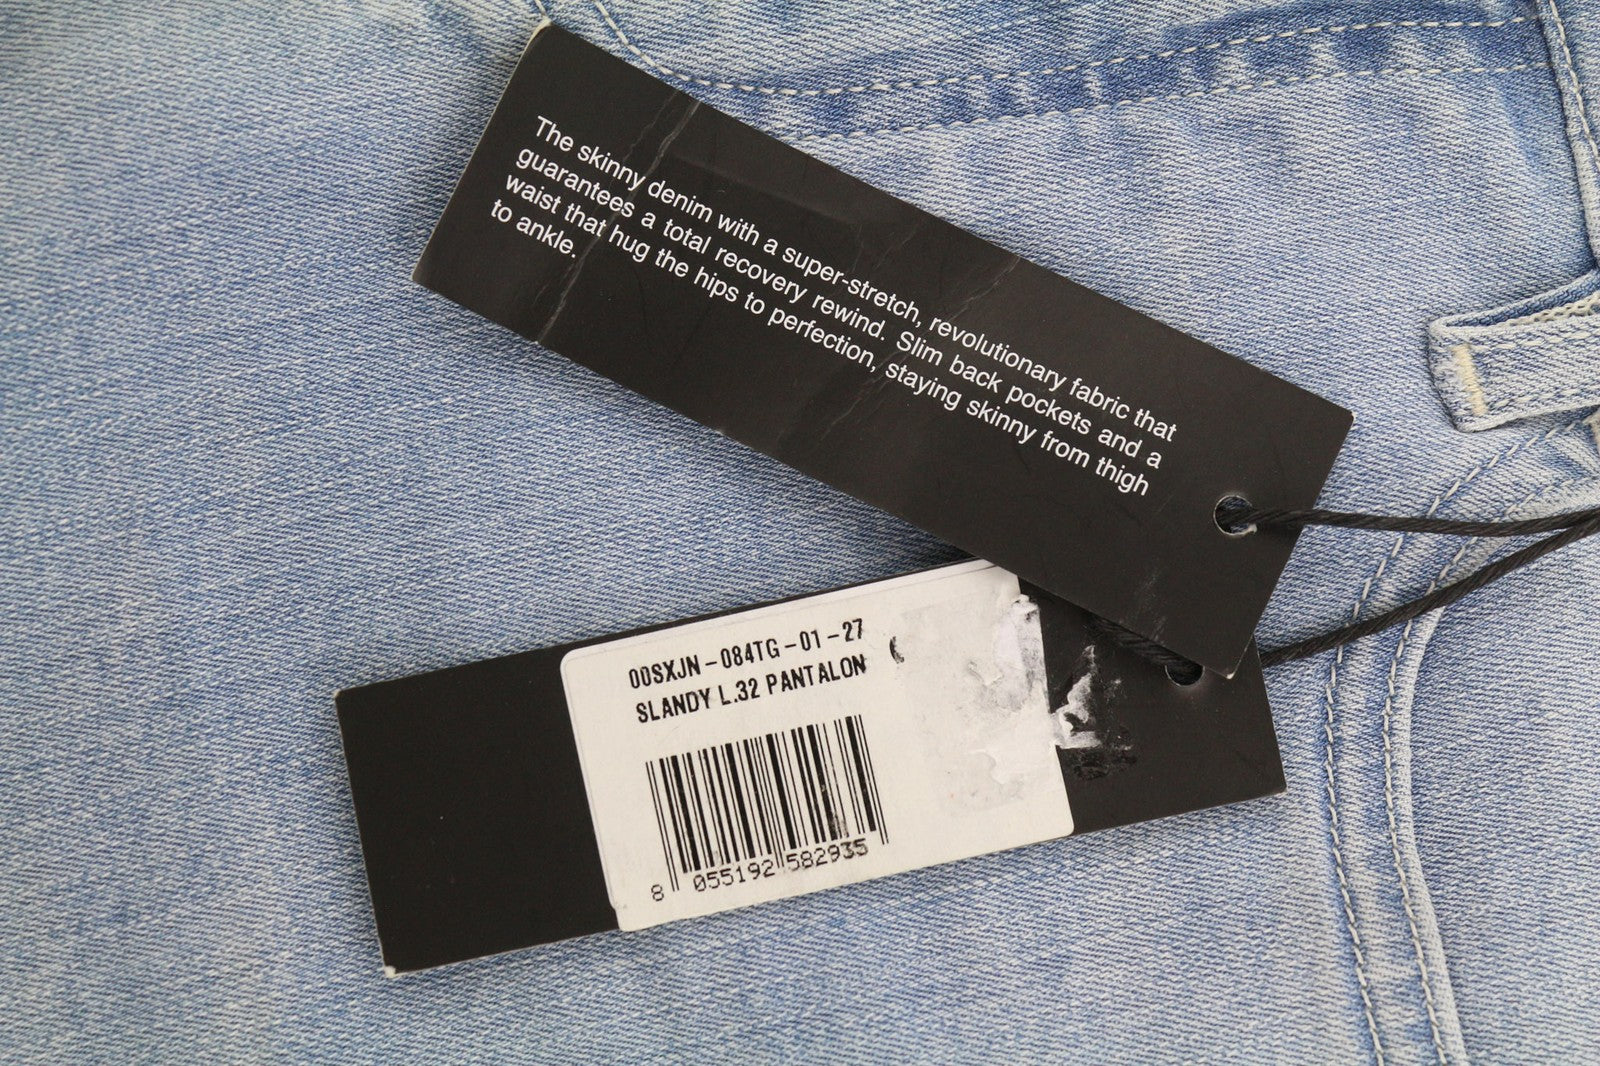 The skinny denim with a super-stretch, revolutionary fabric that
guarantees a total recovery rewind. Slim back pockets and a
waist that hug the hips to perfection, staying skinny from thigh
to ankle.
00SXJN-084TG-01-27
SLANDY L.32 PANTALON
8 055192 582935